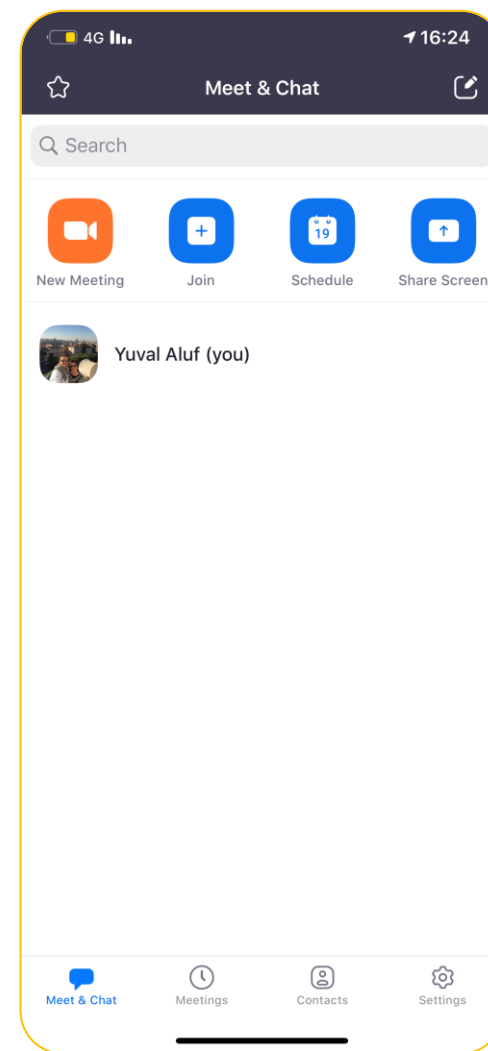 4G 16:24
Meet & Chat
Search
19
New Meeting Join Schedule Share Screen
Yuval Aluf (you)
Meet & Chat Meetings Contacts Settings